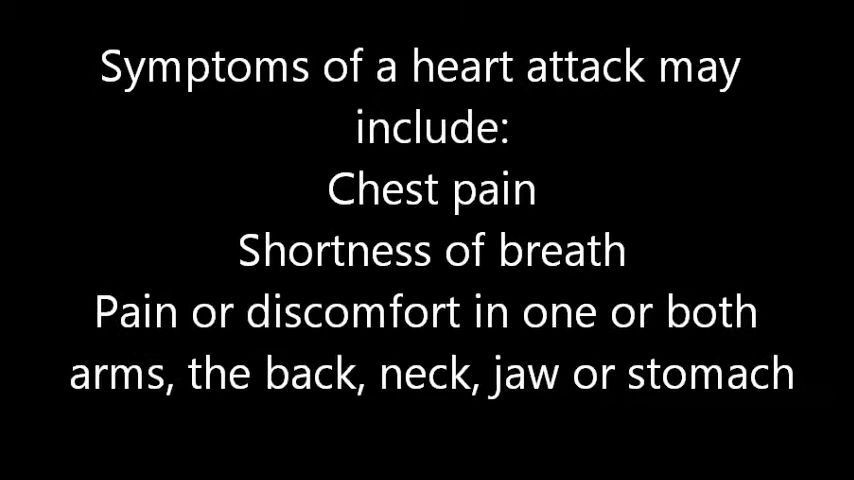 Symptoms of a heart attack may
include:
Chest pain
Shortness of breath
Pain or discomfort in one or both
arms, the back, neck, jaw or stomach